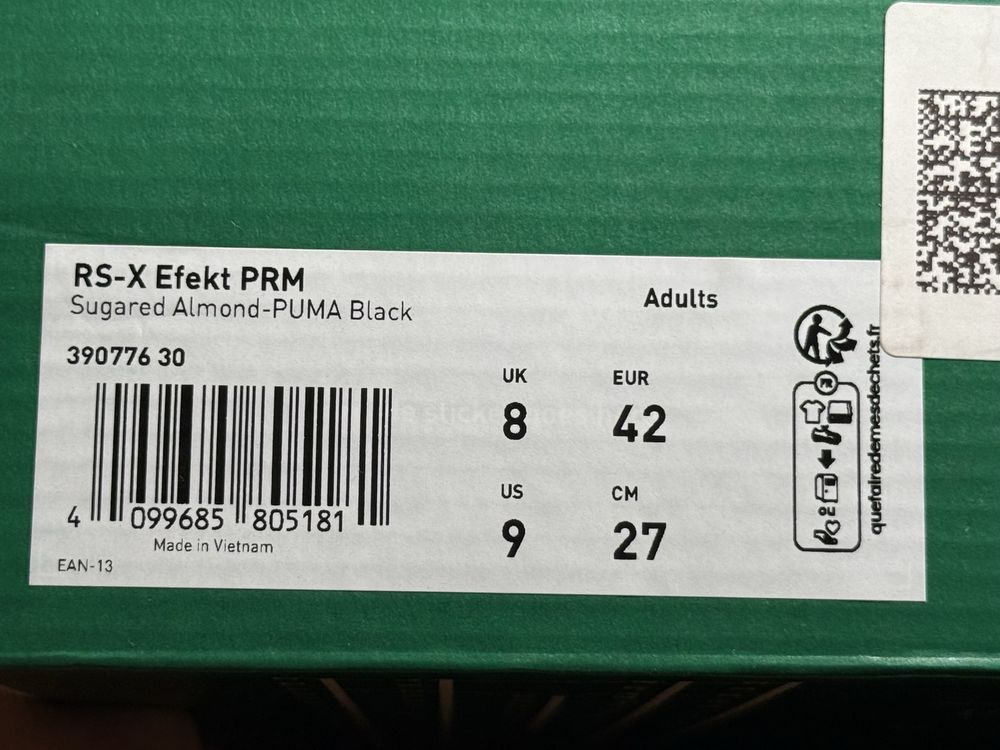 RS-X Efekt PRM
Sugared Almond-PUMA Black
Adults
390776 30
UK
8
EUR
42
US
9
CM
27
4 099685 805181
Made in Vietnam
EAN-13
FR
quefairedemesdechets.fr